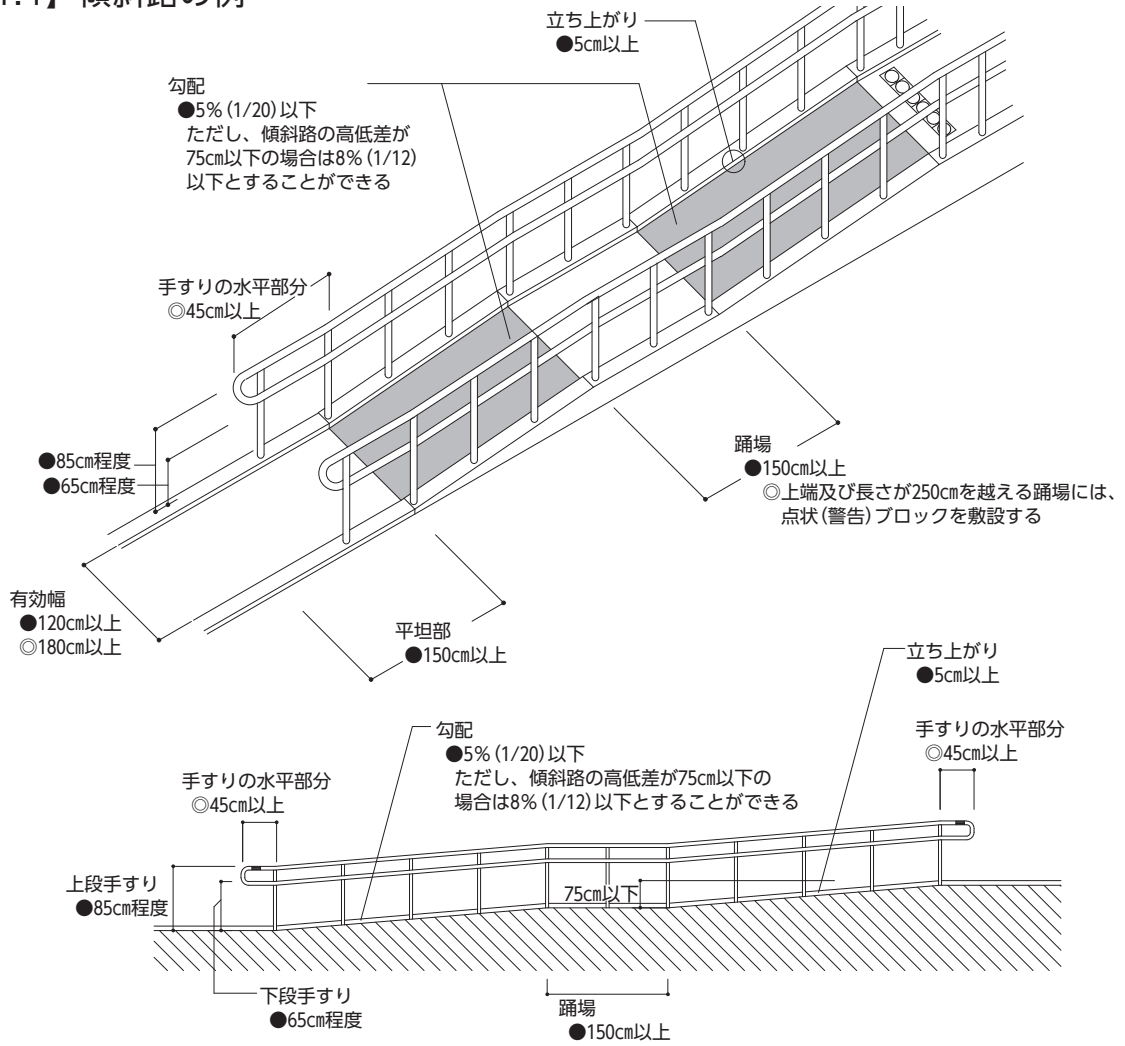 傾斜路の例
立ち上がり
●5㎝以上
勾配
●5%(1/20)以下
ただし、傾斜路の高低差が
75㎝以下の場合は8%(1/12)
以下とすることができる
手すりの水平部分
◎45㎝以上
●85㎝程度
●65㎝程度
踊場
●150㎝以上
◎上端及び長さが250㎝を越える踊場には、
点状(警告)ブロックを敷設する
有効幅
●120㎝以上
◎180㎝以上
平坦部
●150㎝以上
立ち上がり
●5㎝以上
勾配
●5%(1/20)以下
ただし、傾斜路の高低差が75㎝以下の
場合は8%(1/12)以下とすることができる
手すりの水平部分
◎45㎝以上
手すりの水平部分
◎45㎝以上
上段手すり
●85㎝程度
75㎝以下
下段手すり
●65㎝程度
踊場
●150㎝以上